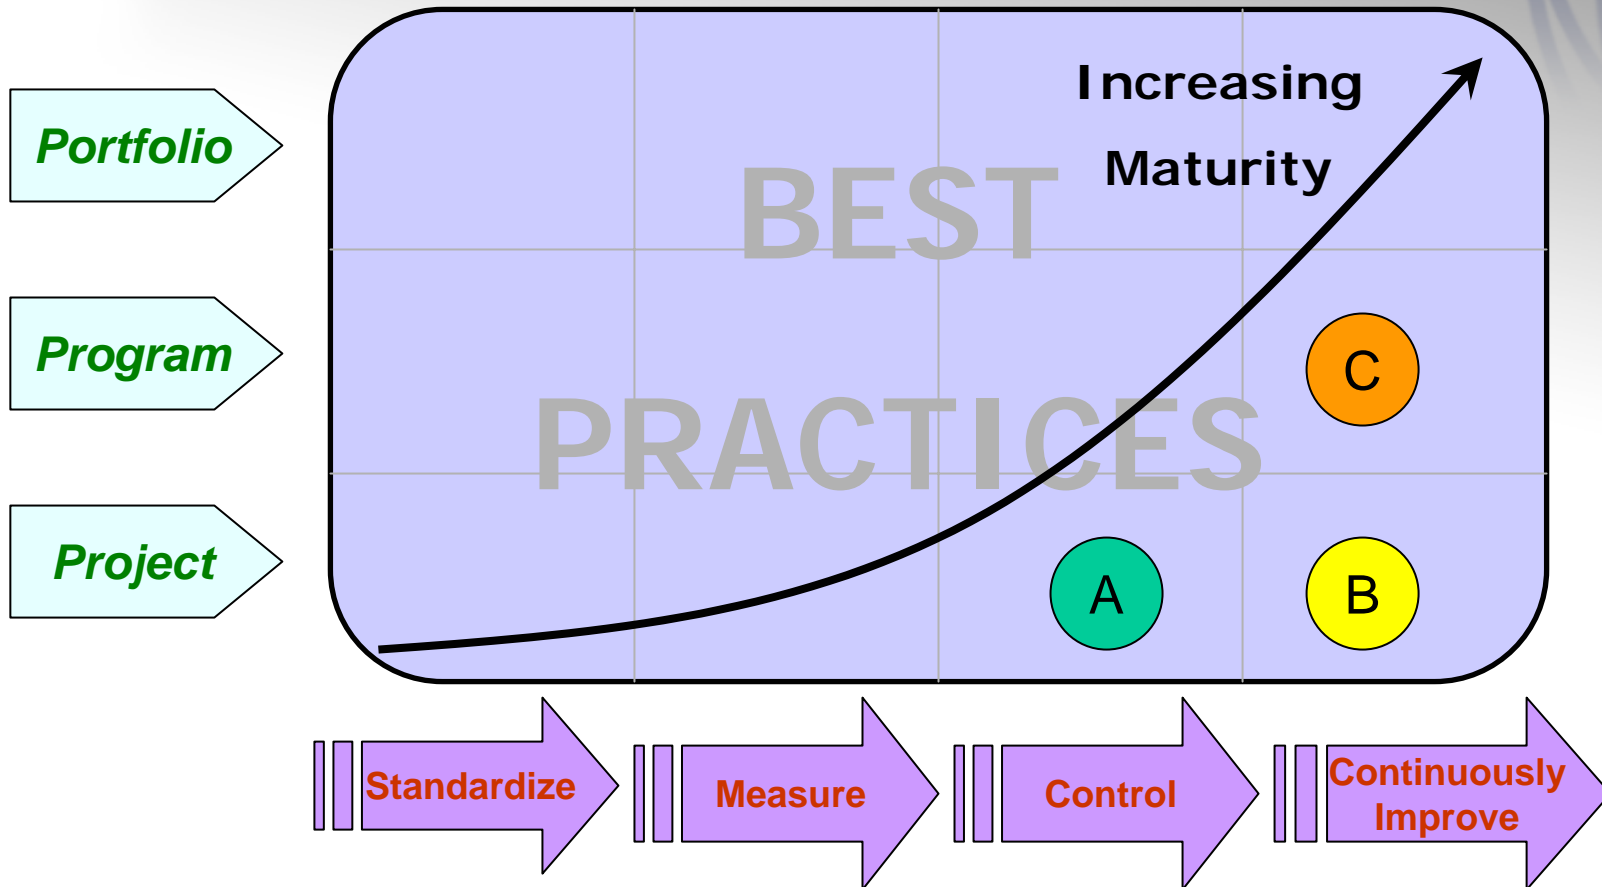 Increasing
Maturity
Portfolio
BEST
Program
C
PRACTICES
Project
A
B
Standardize
Measure
Control
Continuously
Improve